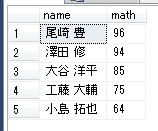 name math
1 尾崎 豊 96
2 澤田 修 94
3 大谷 洋平 85
4 工藤 大輔 75
5 小島 拓也 64